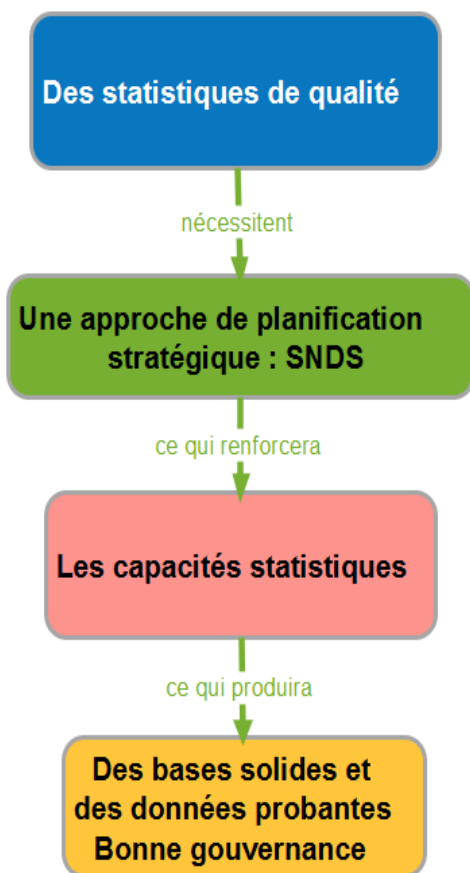 Des statistiques de qualité
nécessitent
Une approche de planification
stratégique : SNDS
ce qui renforcera
Les capacités statistiques
ce qui produira
Des bases solides et
des données probantes
Bonne gouvernance